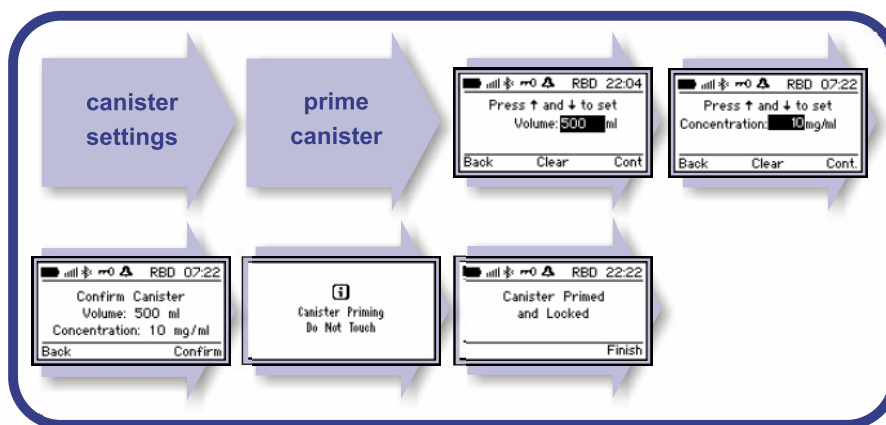 canister
settings
prime
canister
RBD 22:04
Press ↑ and ↓ to set
Volume: 500 ml
Back Clear Cont
RBD 07:22
Press ↑ and ↓ to set
Concentration: 10 mg/ml
Back Clear Cont.
RBD 07:22
Confirm Canister
Volume: 500 ml
Concentration: 10 mg/ml
Back Confirm
Canister Priming
Do Not Touch
RBD 22:22
Canister Primed
and Locked
Finish